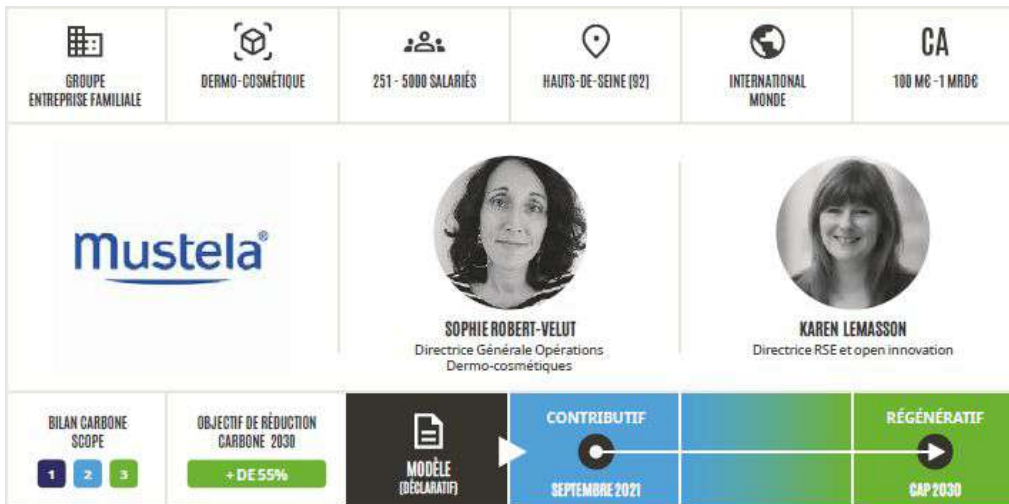 GROUPE
ENTREPRISE FAMILIALE
DERMO-COSMÉTIQUE
251 - 5000 SALARIÉS
HAUTS-DE-SEINE (92)
INTERNATIONAL
MONDE
CA
100 M€ -1 MRD€
mustela®
SOPHIE ROBERT-VELUT
Directrice Générale Opérations
Dermo-cosmétiques
KAREN LEMASSON
Directrice RSE et open innovation
BILAN CARBONE
SCOPE
1 2 3
OBJECTIF DE RÉDUCTION
CARBONE 2030
+ DE 55%
MODÈLE
(DÉCLARATIF)
CONTRIBUTIF
SEPTEMBRE 2021
RÉGÉNÉRATIF
CAP 2030